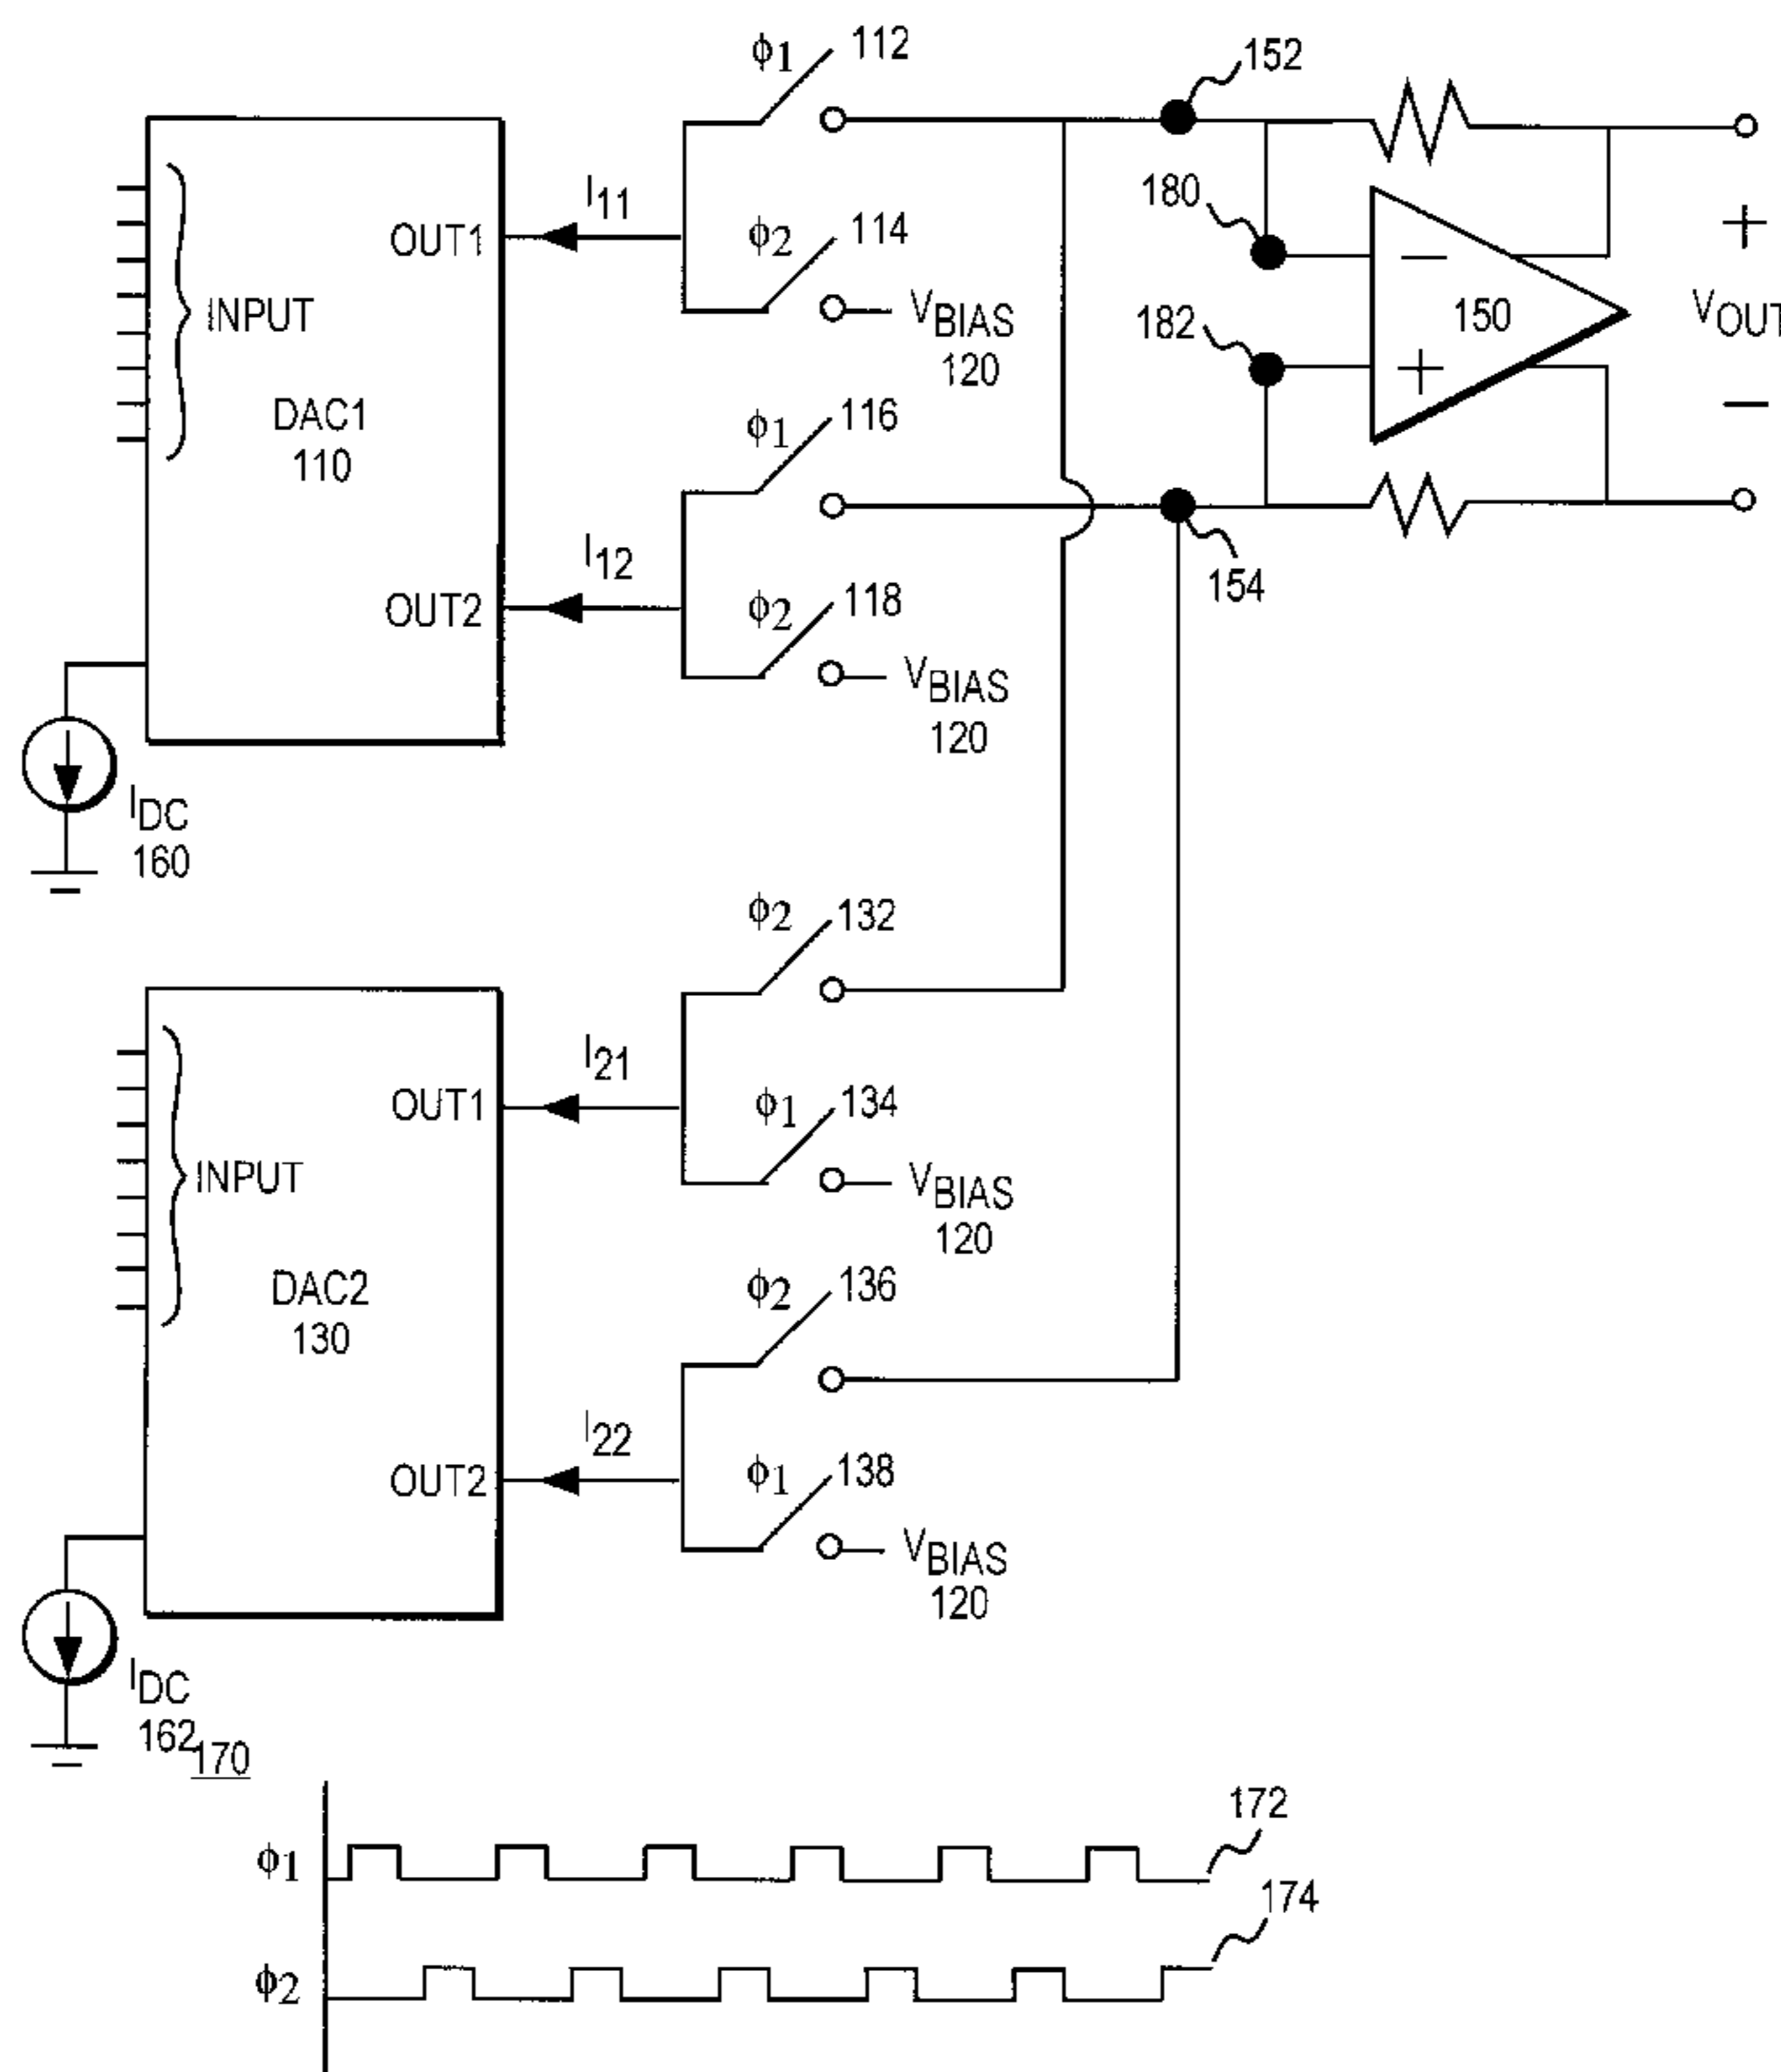 ϕ1 112
152
I11
OUT1
180
+
ϕ2 114
INPUT
VBIAS
120
−
150
VOUT
182
+
−
DAC1
110
ϕ1 116
I12
OUT2
154
ϕ2 118
VBIAS
120
IDC
160
ϕ2 132
I21
OUT1
ϕ1 134
INPUT
VBIAS
120
DAC2
130
ϕ2 136
I22
OUT2
ϕ1 138
VBIAS
120
IDC
162
170
172
ϕ1
174
ϕ2